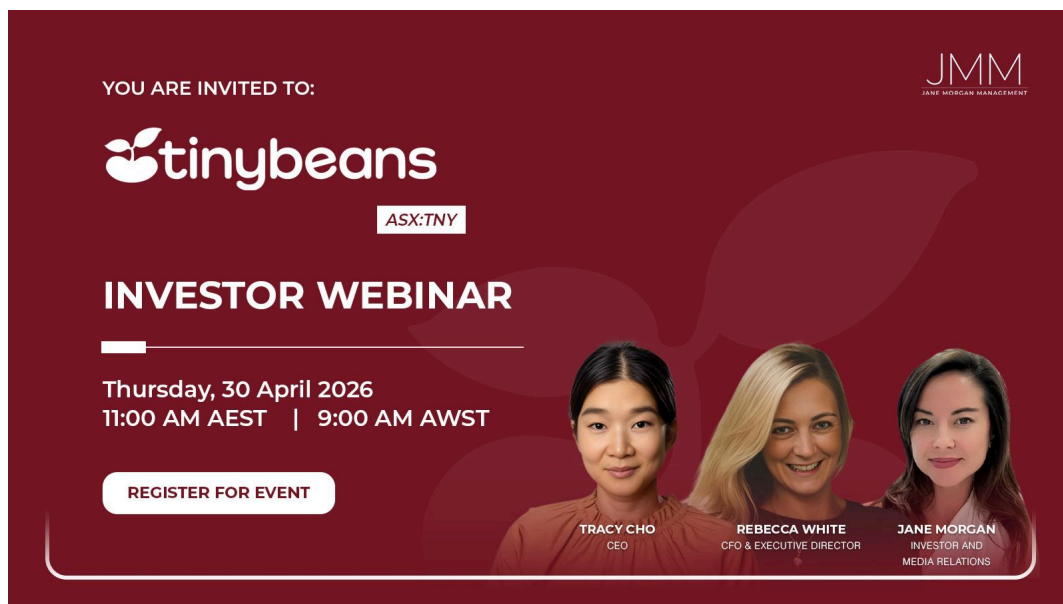 YOU ARE INVITED TO:
JMM
JANE MORGAN MANAGEMENT
tinybeans
ASX:TNY
INVESTOR WEBINAR
Thursday, 30 April 2026
11:00 AM AEST | 9:00 AM AWST
REGISTER FOR EVENT
TRACY CHO
CEO
REBECCA WHITE
CFO & EXECUTIVE DIRECTOR
JANE MORGAN
INVESTOR AND
MEDIA RELATIONS